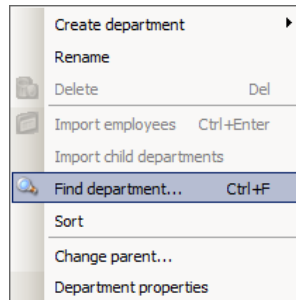 Create department
Rename
Delete Del
Import employees Ctrl+Enter
Import child departments
Find department... Ctrl+F
Sort
Change parent...
Department properties